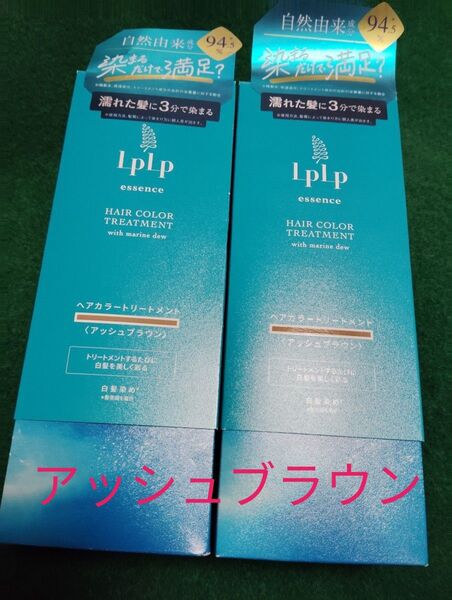 自然由来成分
94.5%
染まるだけで満足?
濡れた髪に3分で染まる
LpLp
essence
HAIR COLOR
TREATMENT
with marine dew
ヘアカラートリートメント
〈アッシュブラウン〉
トリートメントするたびに
白髪を美しく彩る
白髪染め*
自然由来成分
94.5%
染まるだけで満足?
濡れた髪に3分で染まる
LpLp
essence
HAIR COLOR
TREATMENT
with marine dew
ヘアカラートリートメント
〈アッシュブラウン〉
トリートメントするたびに
白髪を美しく彩る
白髪染め*
アッシュブラウン